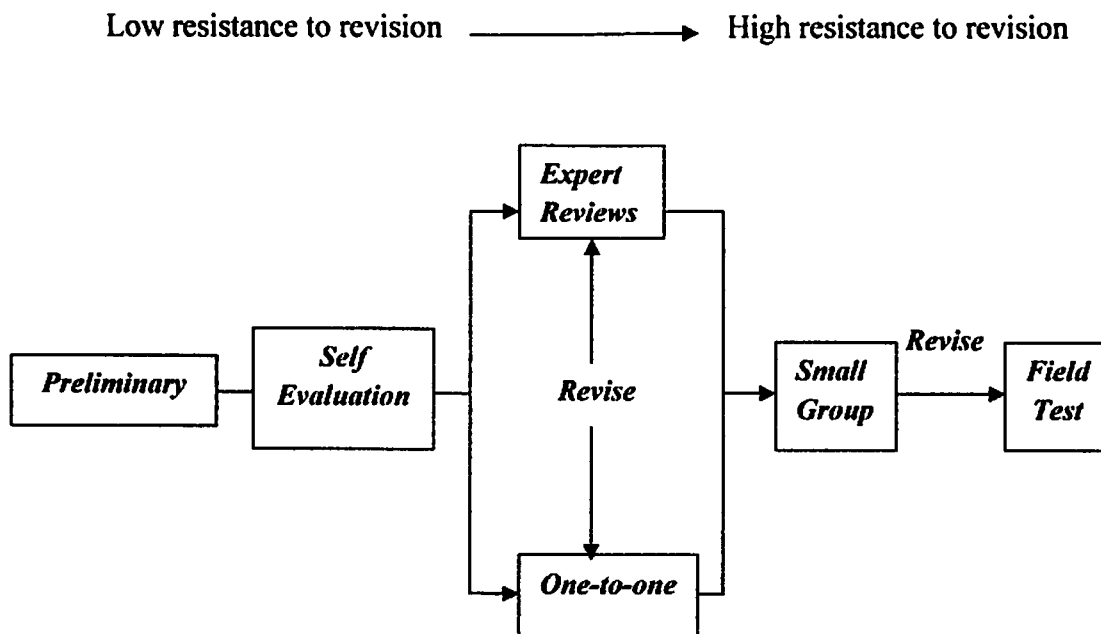 Low resistance to revision
High resistance to revision
Expert
Reviews
Preliminary
Self
Evaluation
Revise
Small
Group
Revise
Field
Test
One-to-one